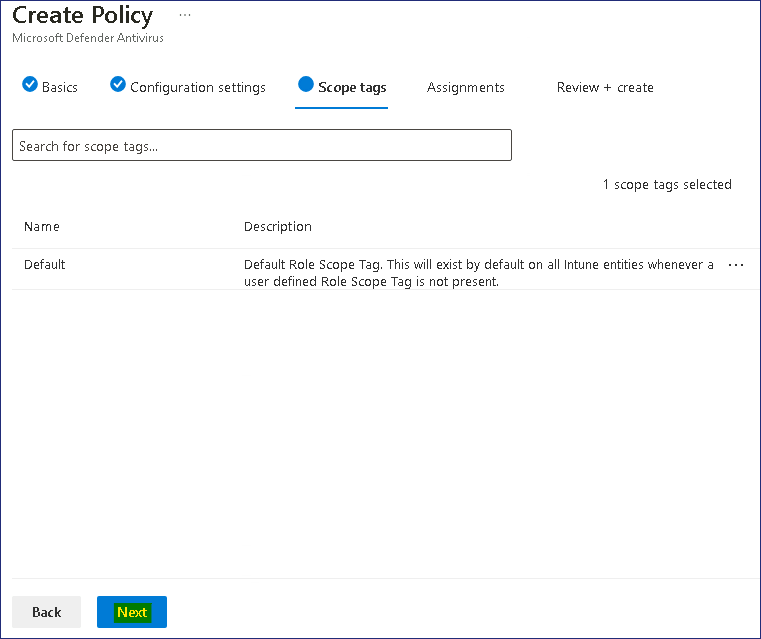 Create Policy ...
Microsoft Defender Antivirus
Basics Configuration settings Scope tags Assignments Review + create
Search for scope tags...
1 scope tags selected
Name Description
Default Default Role Scope Tag. This will exist by default on all Intune entities whenever a ...
user defined Role Scope Tag is not present.
Back Next